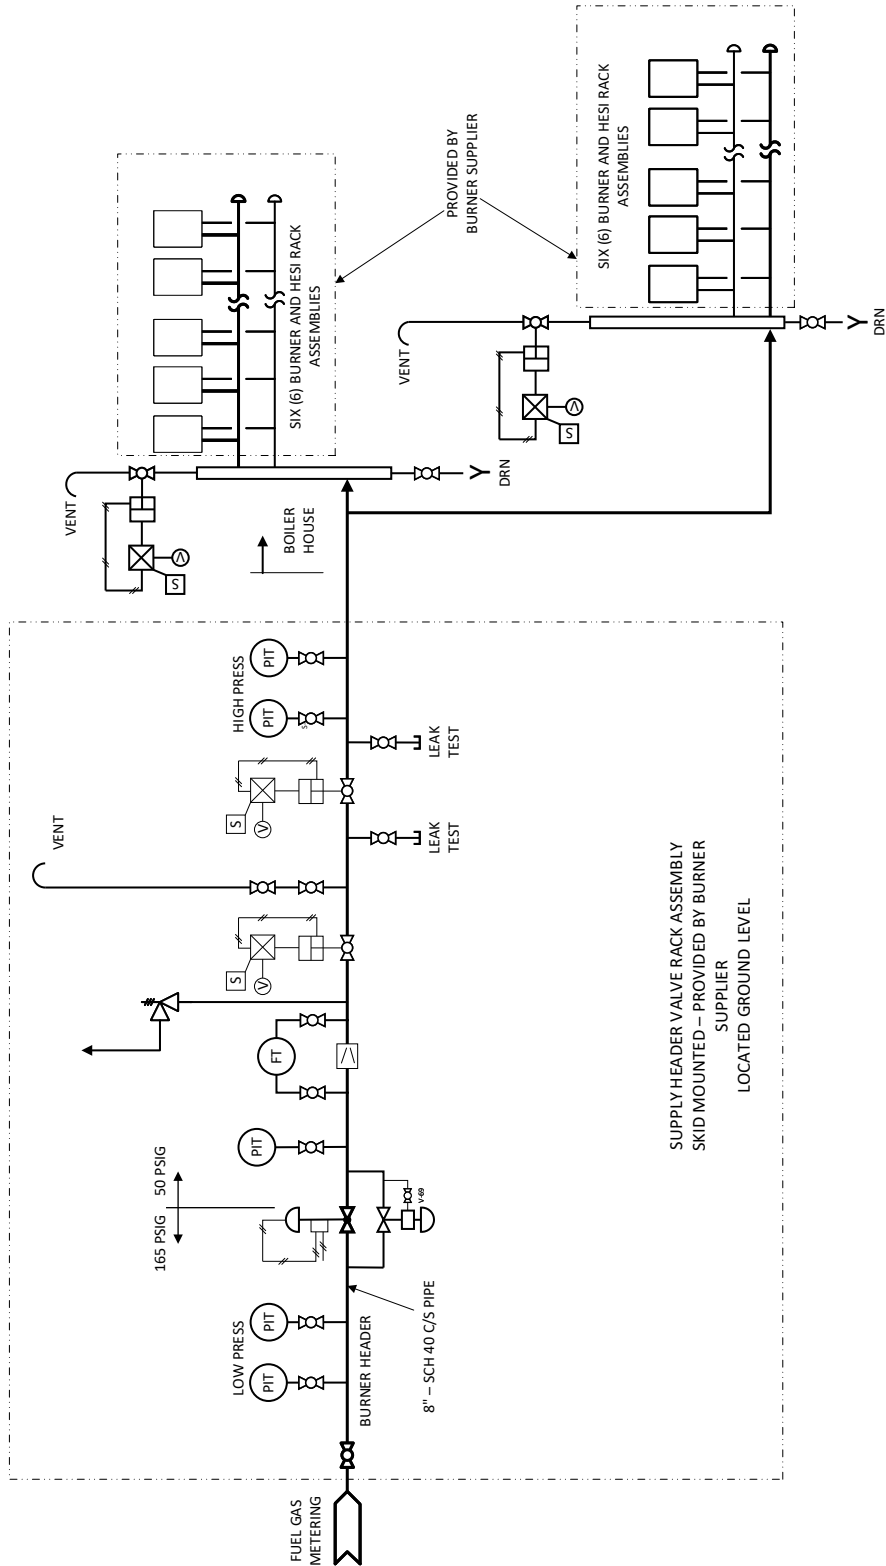 FUEL GAS
METERING
BURNER HEADER
8" – SCH 40 C/S PIPE
LOW PRESS
PIT
PIT
165 PSIG
50 PSIG
V-69
PIT
FT
S
V
VENT
LEAK
TEST
S
V
LEAK
TEST
HIGH PRESS
PIT
PIT
SUPPLY HEADER VALVE RACK ASSEMBLY
SKID MOUNTED – PROVIDED BY BURNER
SUPPLIER
LOCATED GROUND LEVEL
BOILER
HOUSE
VENT
S
V
DRN
SIX (6) BURNER AND HESI RACK
ASSEMBLIES
PROVIDED BY
BURNER SUPPLIER
VENT
S
V
DRN
SIX (6) BURNER AND HESI RACK
ASSEMBLIES